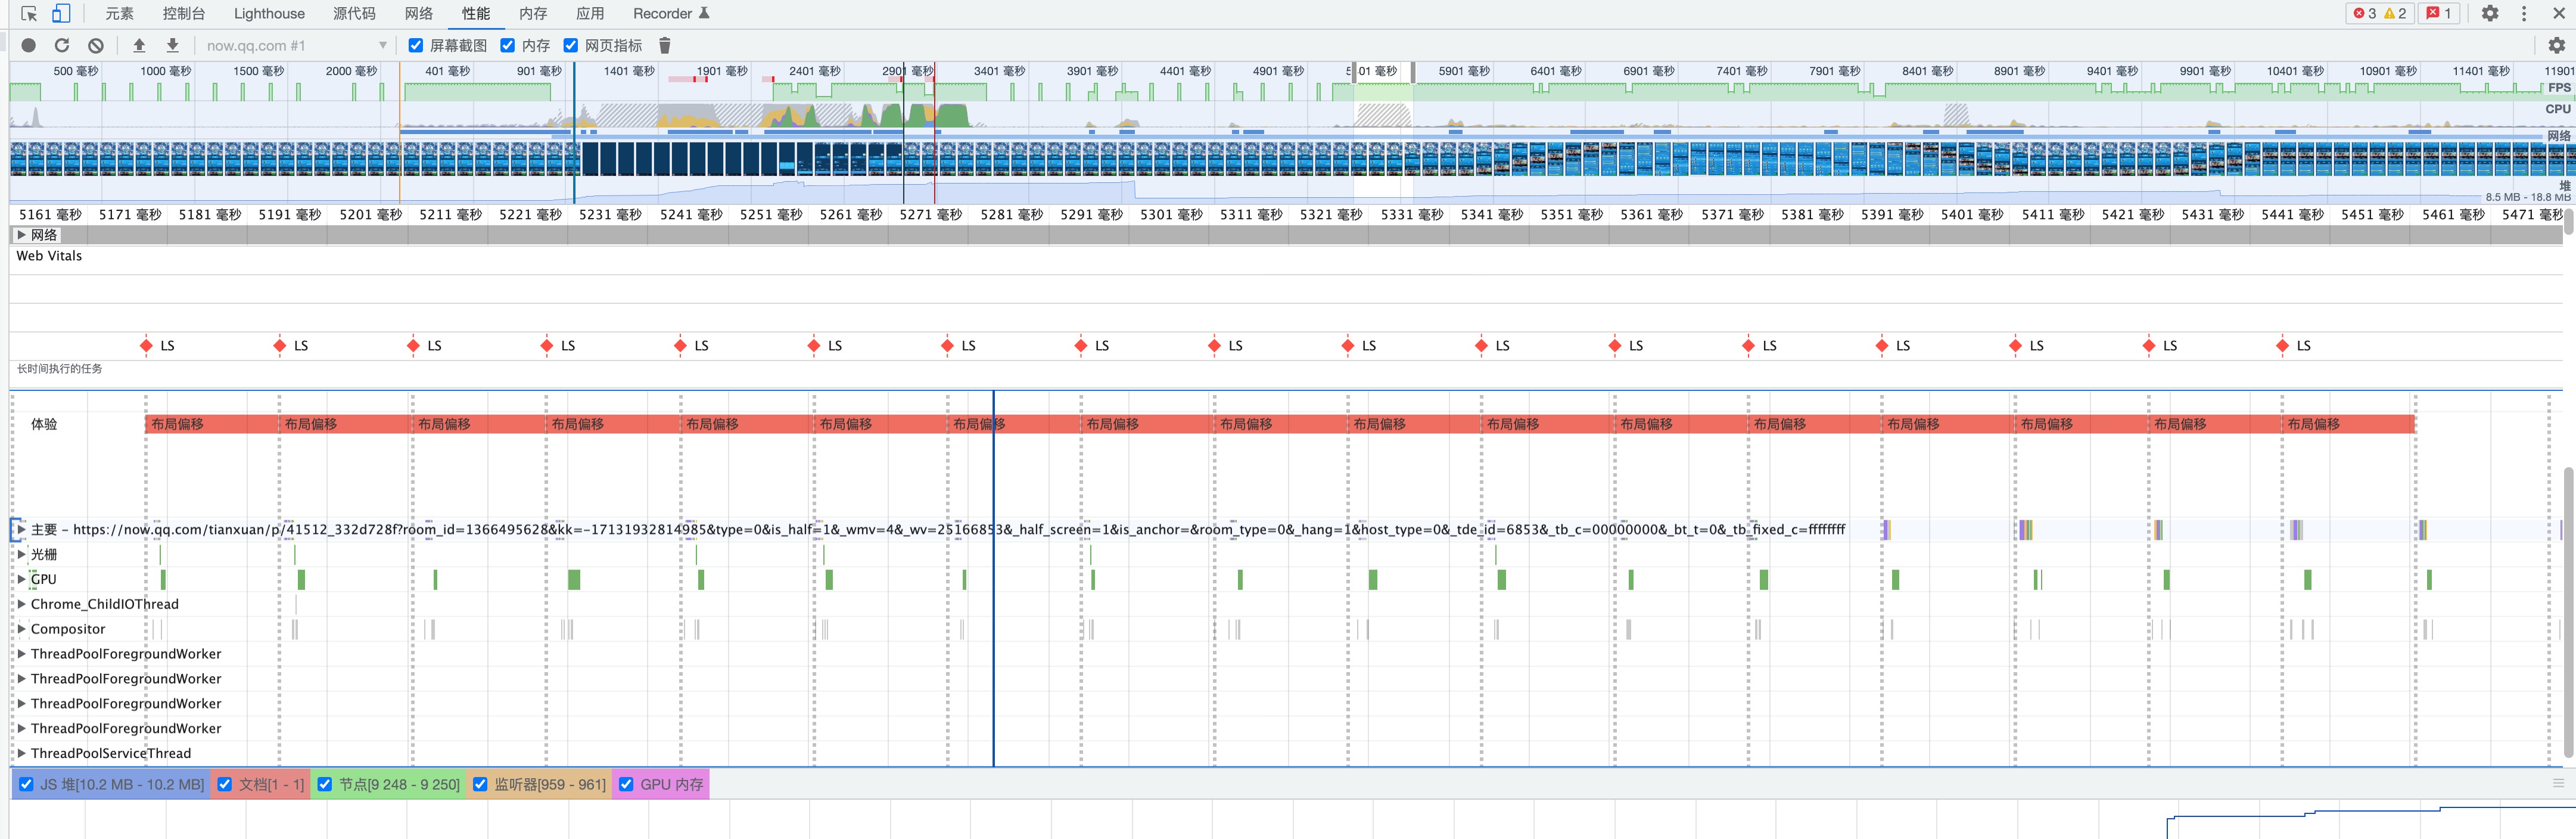 元素 控制台 Lighthouse 源代码 网络 性能 内存 应用 Recorder 3 2 1
now.qq.com #1 屏幕截图 内存 网页指标
500 毫秒 1000 毫秒 1500 毫秒 2000 毫秒 401 毫秒 901 毫秒 1401 毫秒 1901 毫秒 2401 毫秒 2901 毫秒 3401 毫秒 3901 毫秒 4401 毫秒 4901 毫秒 01 毫秒 5901 毫秒 6401 毫秒 6901 毫秒 7401 毫秒 7901 毫秒 8401 毫秒 8901 毫秒 9401 毫秒 9901 毫秒 10401 毫秒 10901 毫秒 11401 毫秒 11901
FPS
CPU
网络
堆
8.5 MB - 18.8 MB
5161 毫秒 5171 毫秒 5181 毫秒 5191 毫秒 5201 毫秒 5211 毫秒 5221 毫秒 5231 毫秒 5241 毫秒 5251 毫秒 5261 毫秒 5271 毫秒 5281 毫秒 5291 毫秒 5301 毫秒 5311 毫秒 5321 毫秒 5331 毫秒 5341 毫秒 5351 毫秒 5361 毫秒 5371 毫秒 5381 毫秒 5391 毫秒 5401 毫秒 5411 毫秒 5421 毫秒 5431 毫秒 5441 毫秒 5451 毫秒 5461 毫秒 5471 毫秒
网络
Web Vitals
LS LS LS LS LS LS LS LS LS LS LS LS LS LS LS LS LS
长时间执行的任务
体验 布局偏移 布局偏移 布局偏移 布局偏移 布局偏移 布局偏移 布局偏移 布局偏移 布局偏移 布局偏移 布局偏移 布局偏移 布局偏移 布局偏移 布局偏移 布局偏移 布局偏移
主要 – https://now.qq.com/tianxuan/p/41512_332d728f?room_id=1366495628&kk=-17131932814985&type=0&is_half=1&_wmv=4&_wv=25166853&_half_screen=1&is_anchor=&room_type=0&_hang=1&host_type=0&_tde_id=6853&_tb_c=00000000&_bt_t=0&_tb_fixed_c=ffffffff
光栅
GPU
Chrome_ChildIOThread
Compositor
ThreadPoolForegroundWorker
ThreadPoolForegroundWorker
ThreadPoolForegroundWorker
ThreadPoolForegroundWorker
ThreadPoolServiceThread
JS 堆[10.2 MB - 10.2 MB] 文档[1 - 1] 节点[9 248 - 9 250] 监听器[959 - 961] GPU 内存